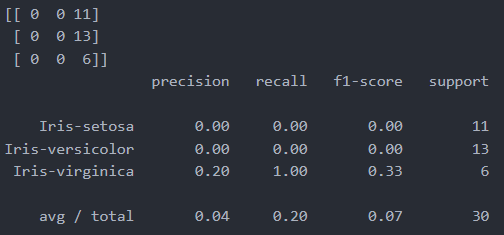 [[ 0  0 11]
 [ 0  0 13]
 [ 0  0  6]]
precision recall f1-score support
Iris-setosa 0.00 0.00 0.00 11
Iris-versicolor 0.00 0.00 0.00 13
Iris-virginica 0.20 1.00 0.33 6
avg / total 0.04 0.20 0.07 30